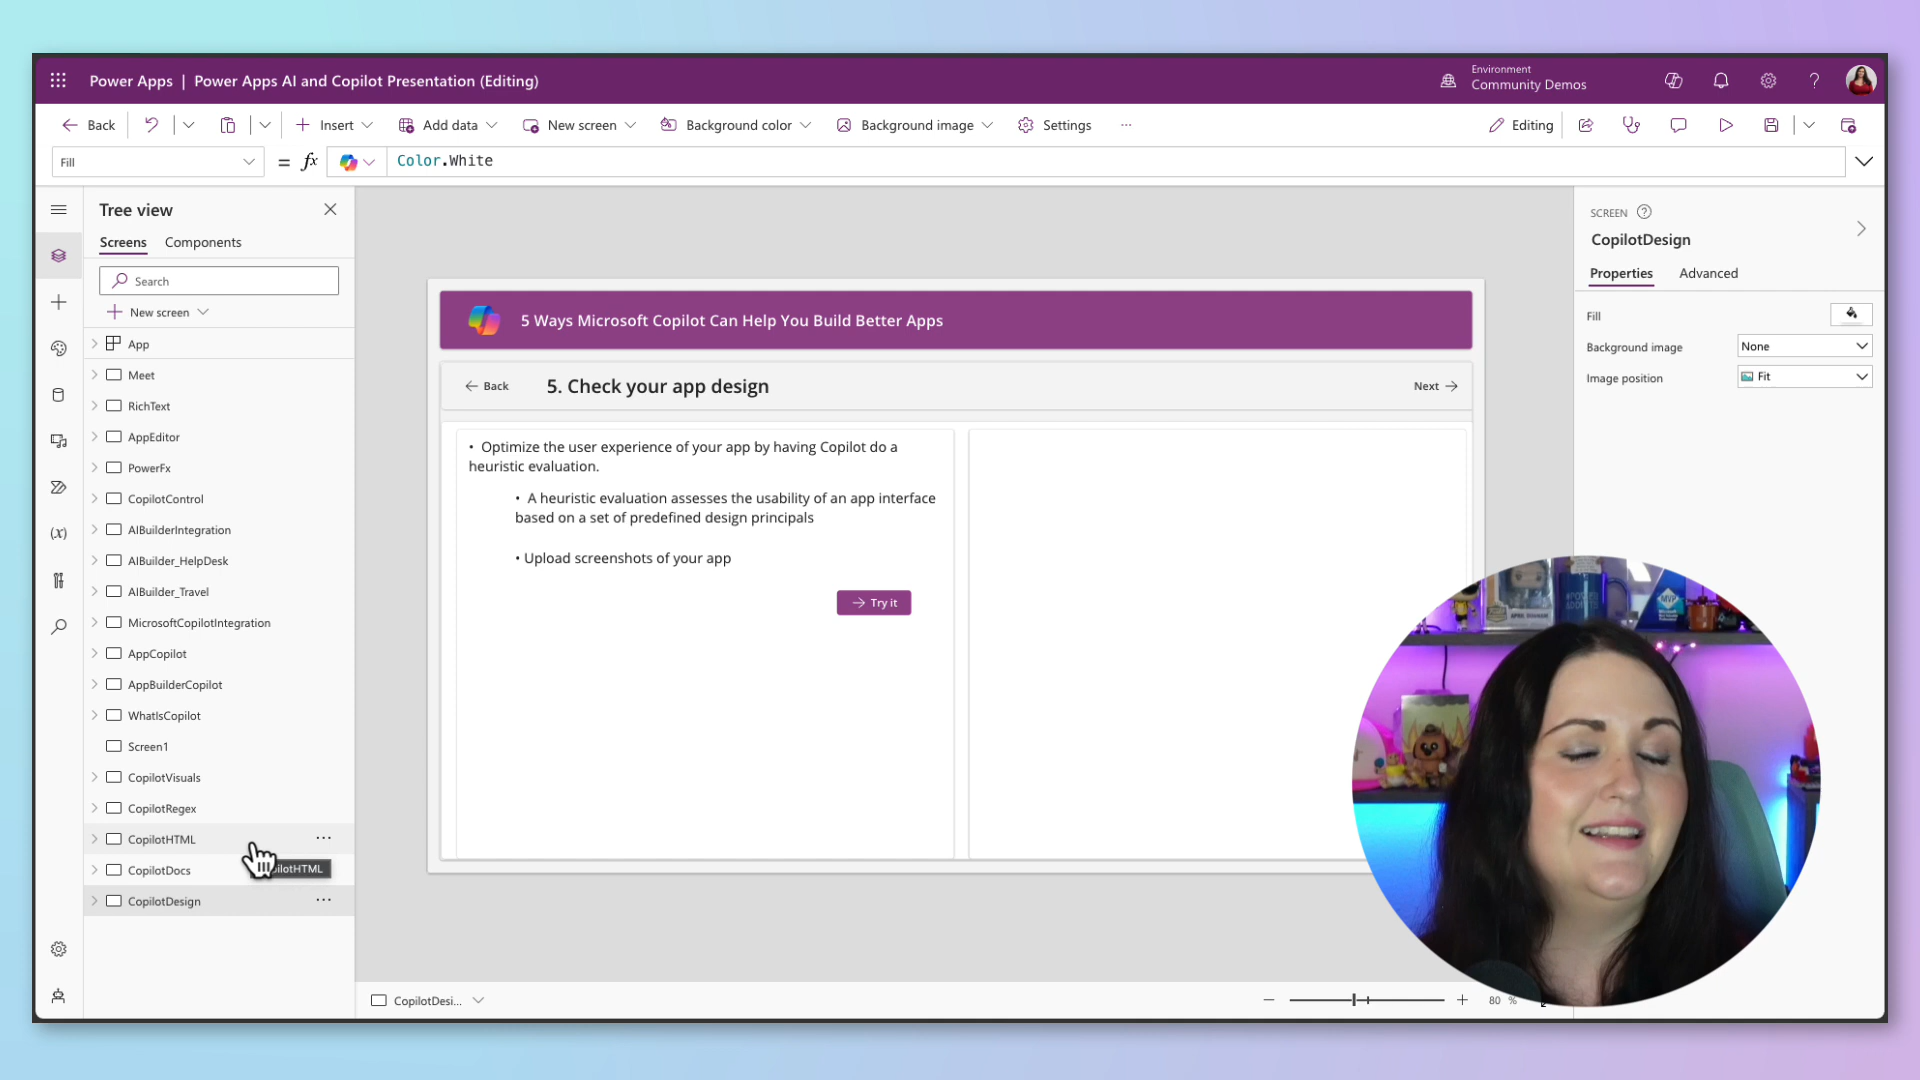 Power Apps | Power Apps AI and Copilot Presentation (Editing)
Environment
Community Demos
Back
Insert
Add data
New screen
Background color
Background image
Settings
Editing
Fill
= fx
Color.White
Tree view
Screens
Components
Search
New screen
App
Meet
RichText
AppEditor
PowerFx
CopilotControl
AIBuilderIntegration
AIBuilder_HelpDesk
AIBuilder_Travel
MicrosoftCopilotIntegration
AppCopilot
AppBuilderCopilot
WhatIsCopilot
Screen1
CopilotVisuals
CopilotRegex
CopilotHTML
ilotHTML
CopilotDocs
CopilotDesign
5 Ways Microsoft Copilot Can Help You Build Better Apps
Back
5. Check your app design
Next
• Optimize the user experience of your app by having Copilot do a
heuristic evaluation.
• A heuristic evaluation assesses the usability of an app interface
based on a set of predefined design principals
• Upload screenshots of your app
Try it
SCREEN
CopilotDesign
Properties
Advanced
Fill
Background image
None
Image position
Fit
MVP
CopilotDesi...
80 %